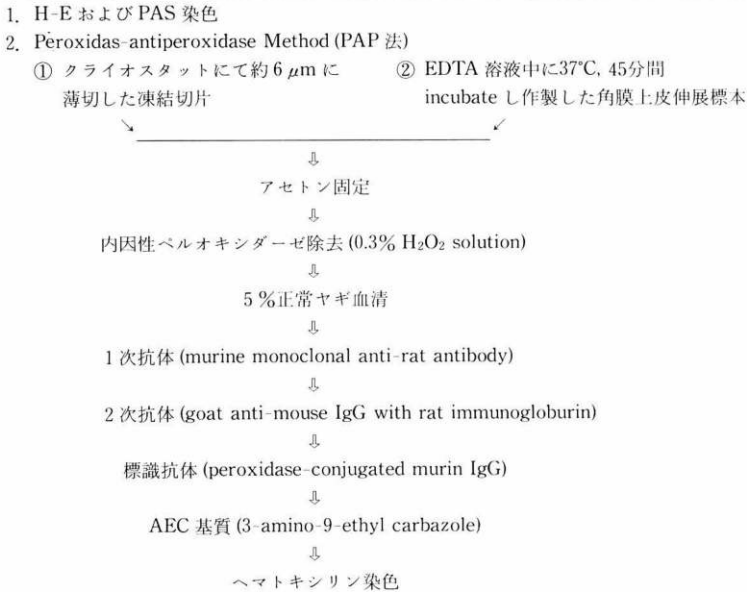 1. H-E および PAS 染色
2. Peroxidas-antiperoxidase Method (PAP 法)
① クライオスタットにて約 6 μm に
薄切した凍結切片
② EDTA 溶液中に37℃, 45分間
incubate し作製した角膜上皮伸展標本
アセトン固定
内因性ペルオキシダーゼ除去 (0.3% H₂O₂ solution)
5 %正常ヤギ血清
1 次抗体 (murine monoclonal anti-rat antibody)
2 次抗体 (goat anti-mouse IgG with rat immunogloburin)
標識抗体 (peroxidase-conjugated murin IgG)
AEC 基質 (3-amino-9-ethyl carbazole)
ヘマトキシリン染色